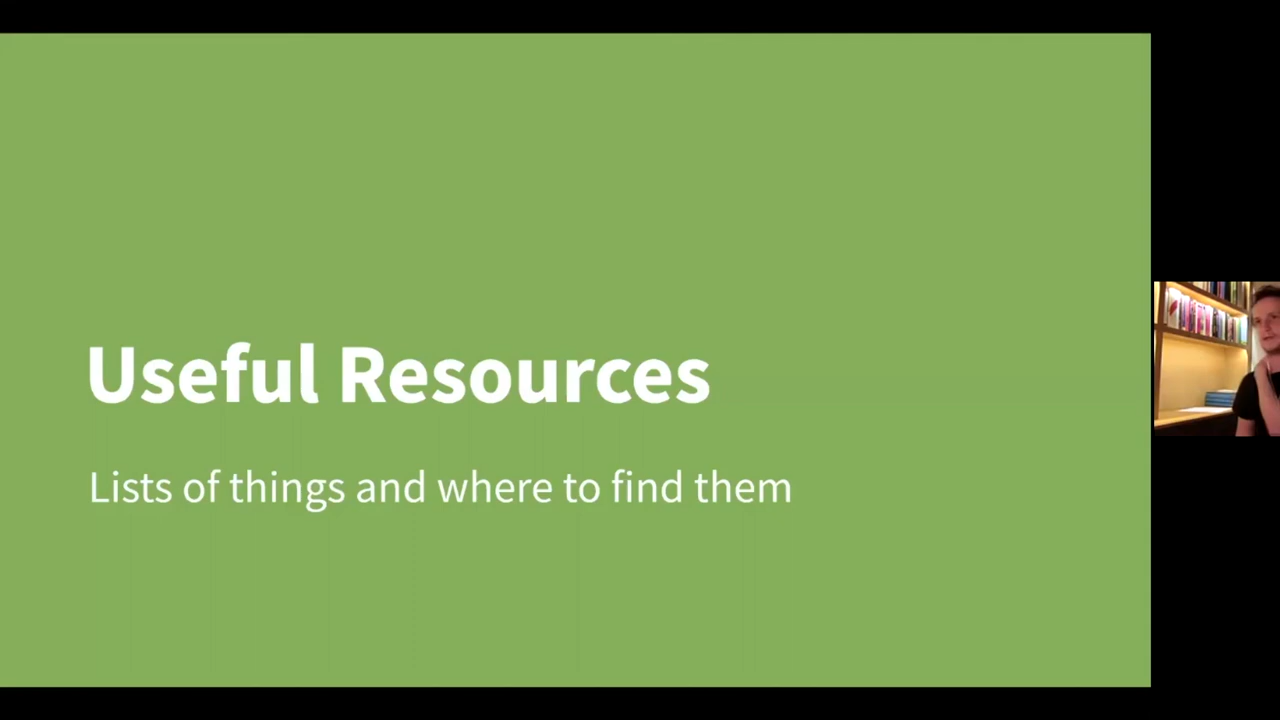 Useful Resources
Lists of things and where to find them